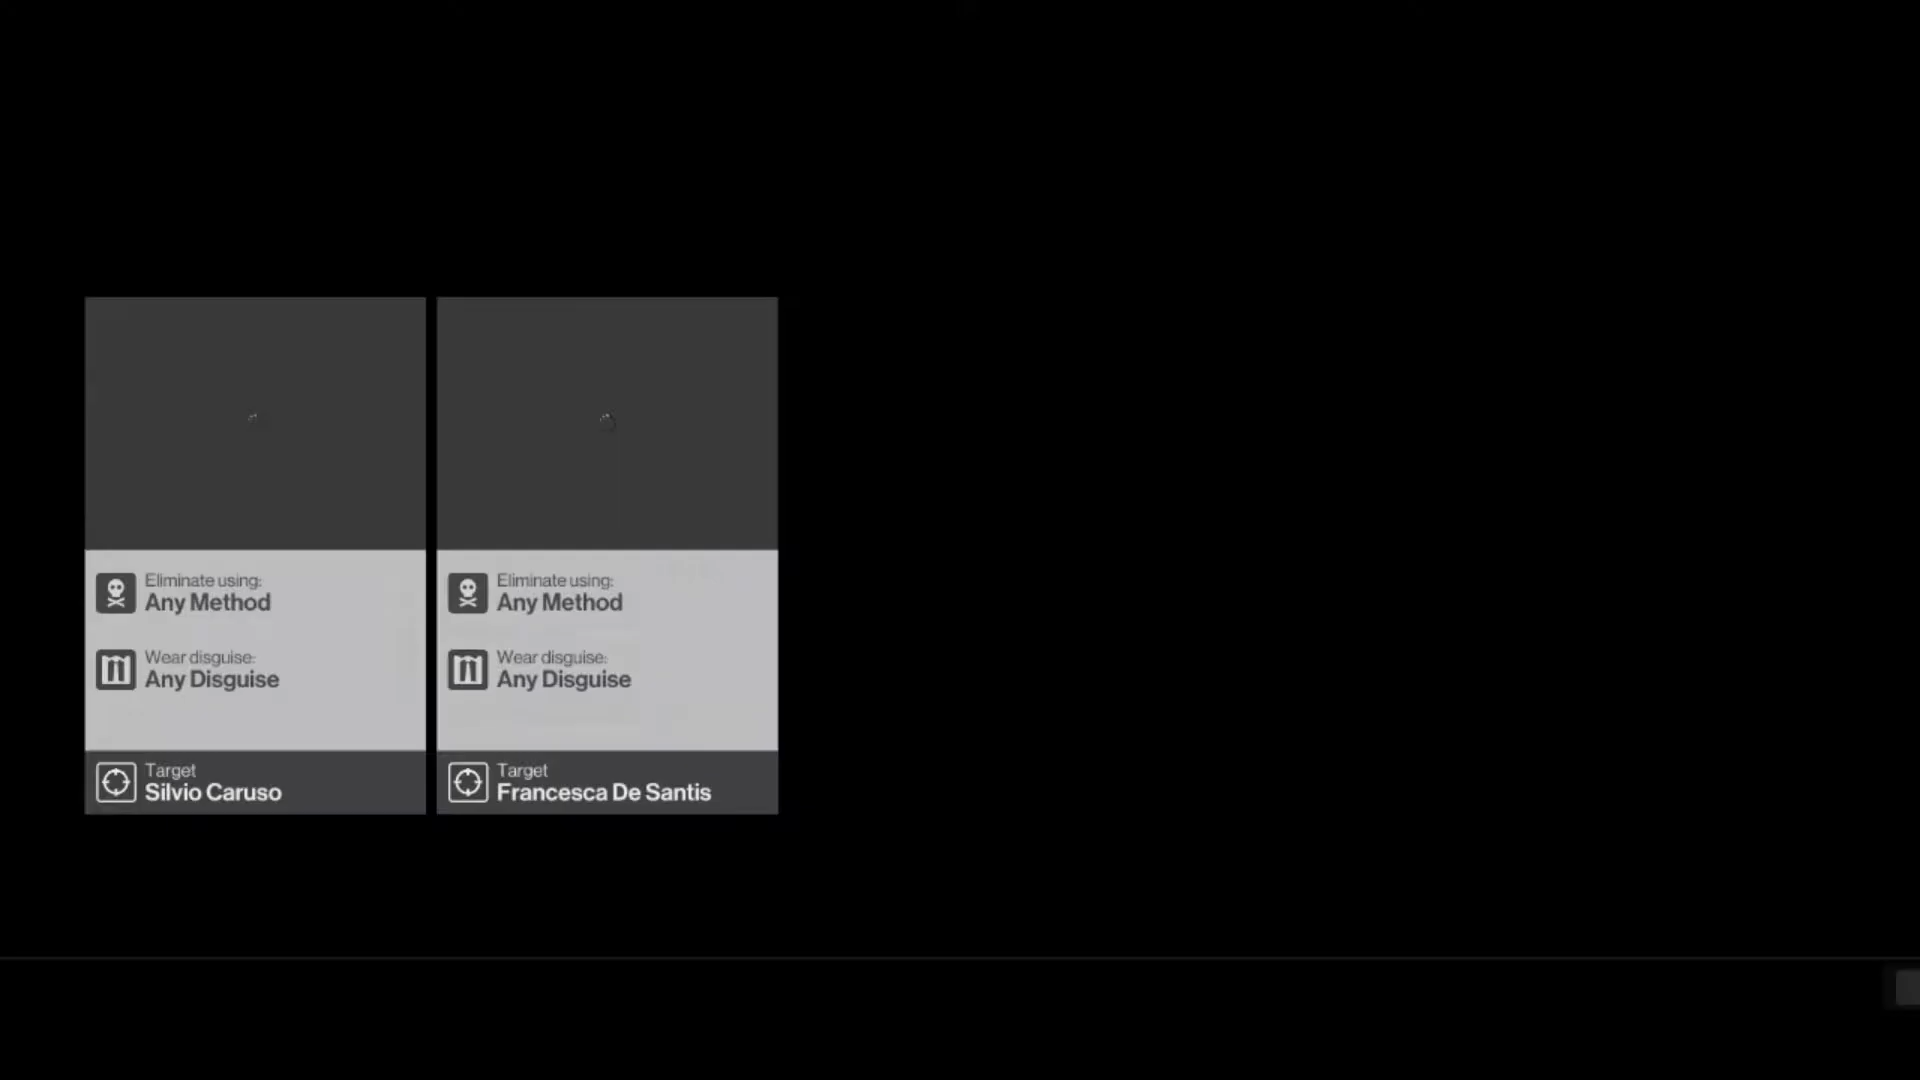 Eliminate using:
Any Method
Wear disguise:
Any Disguise
Target
Silvio Caruso
Eliminate using:
Any Method
Wear disguise:
Any Disguise
Target
Francesca De Santis